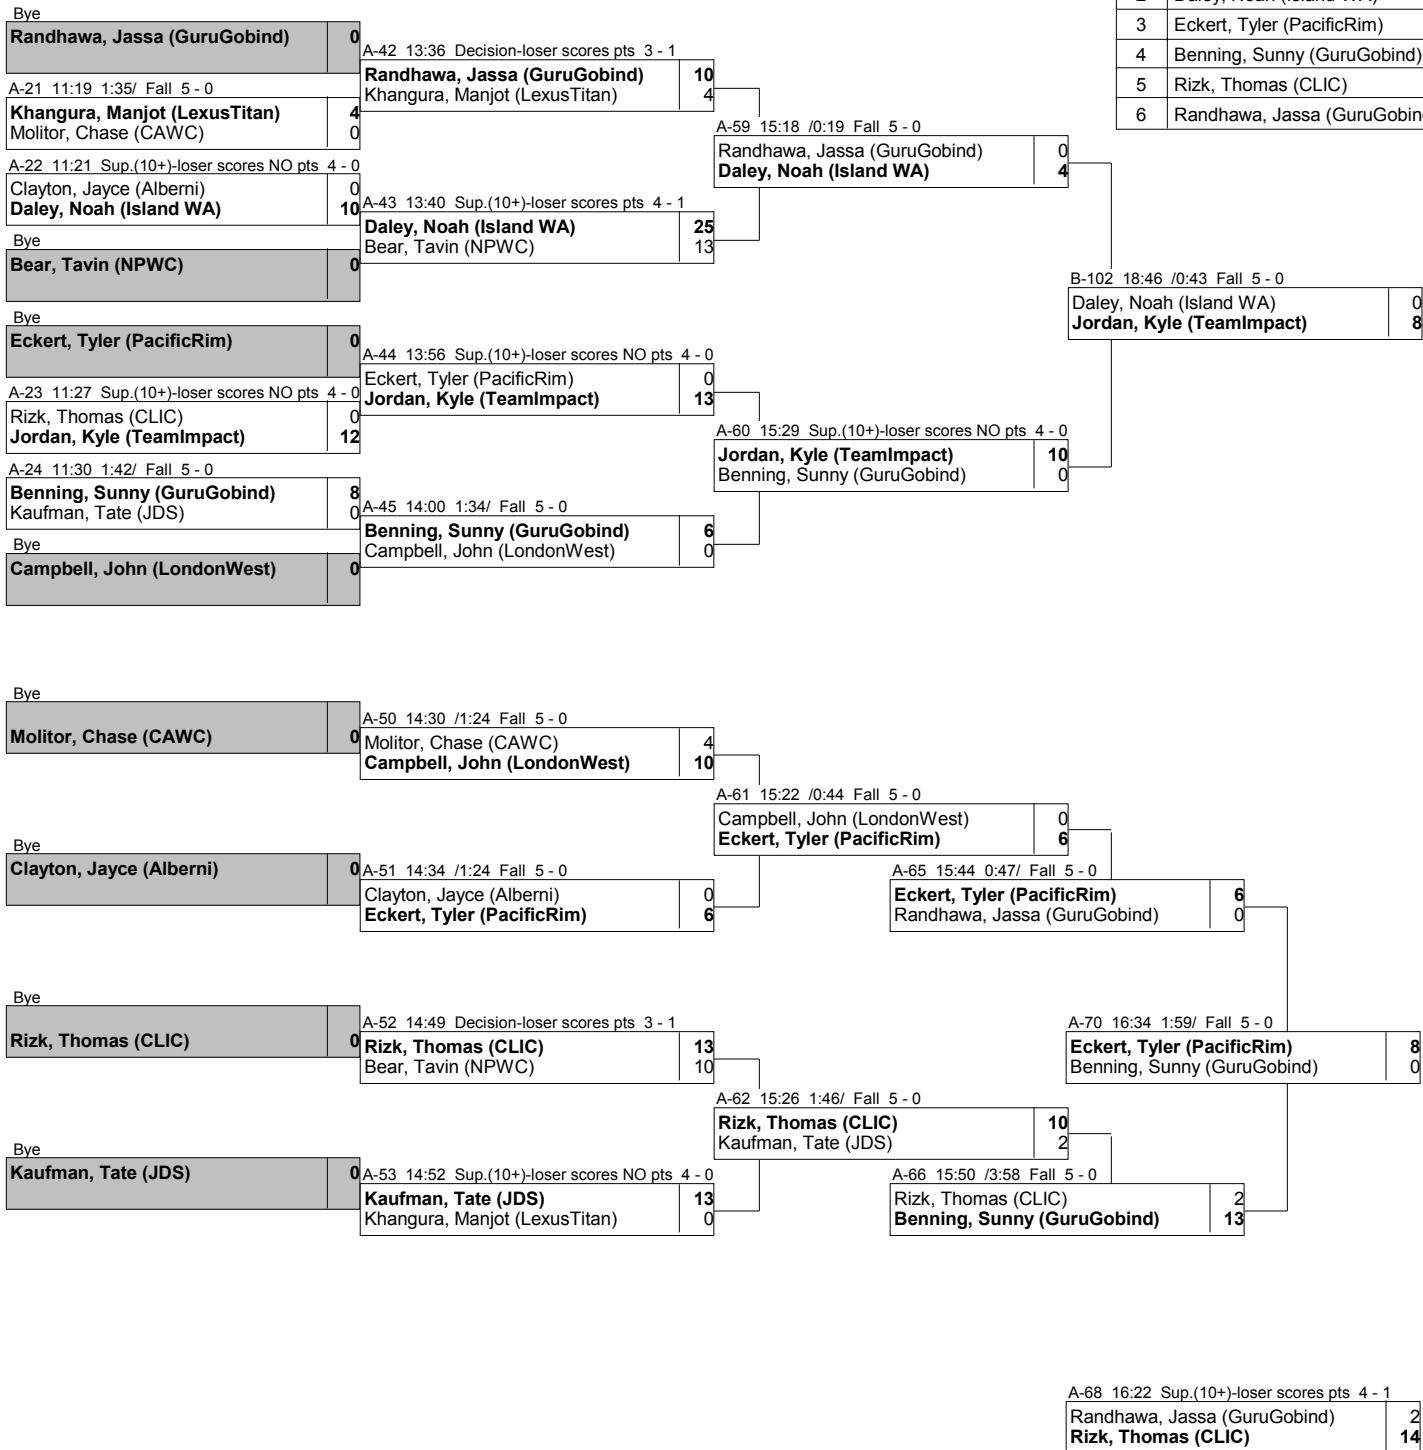 2 Daley, Noah (Island WA)
3 Eckert, Tyler (PacificRim)
4 Benning, Sunny (GuruGobind)
5 Rizk, Thomas (CLIC)
6 Randhawa, Jassa (GuruGobin
Bye
Randhawa, Jassa (GuruGobind) 0
A-21 11:19 1:35/ Fall 5 - 0
Khangura, Manjot (LexusTitan) 4
Molitor, Chase (CAWC) 0
A-22 11:21 Sup.(10+)-loser scores NO pts 4 - 0
Clayton, Jayce (Alberni) 0
Daley, Noah (Island WA) 10
Bye
Bear, Tavin (NPWC) 0
Bye
Eckert, Tyler (PacificRim) 0
A-23 11:27 Sup.(10+)-loser scores NO pts 4 - 0
Rizk, Thomas (CLIC) 0
Jordan, Kyle (TeamImpact) 12
A-24 11:30 1:42/ Fall 5 - 0
Benning, Sunny (GuruGobind) 8
Kaufman, Tate (JDS) 0
Bye
Campbell, John (LondonWest) 0
A-42 13:36 Decision-loser scores pts 3 - 1
Randhawa, Jassa (GuruGobind) 10
Khangura, Manjot (LexusTitan) 4
A-43 13:40 Sup.(10+)-loser scores pts 4 - 1
Daley, Noah (Island WA) 25
Bear, Tavin (NPWC) 13
A-44 13:56 Sup.(10+)-loser scores NO pts 4 - 0
Eckert, Tyler (PacificRim) 0
Jordan, Kyle (TeamImpact) 13
A-45 14:00 1:34/ Fall 5 - 0
Benning, Sunny (GuruGobind) 6
Campbell, John (LondonWest) 0
A-59 15:18 /0:19 Fall 5 - 0
Randhawa, Jassa (GuruGobind) 0
Daley, Noah (Island WA) 4
A-60 15:29 Sup.(10+)-loser scores NO pts 4 - 0
Jordan, Kyle (TeamImpact) 10
Benning, Sunny (GuruGobind) 0
B-102 18:46 /0:43 Fall 5 - 0
Daley, Noah (Island WA) 0
Jordan, Kyle (TeamImpact) 8
Bye
Molitor, Chase (CAWC) 0
Bye
Clayton, Jayce (Alberni) 0
Bye
Rizk, Thomas (CLIC) 0
Bye
Kaufman, Tate (JDS) 0
A-50 14:30 /1:24 Fall 5 - 0
Molitor, Chase (CAWC) 4
Campbell, John (LondonWest) 10
A-51 14:34 /1:24 Fall 5 - 0
Clayton, Jayce (Alberni) 0
Eckert, Tyler (PacificRim) 6
A-52 14:49 Decision-loser scores pts 3 - 1
Rizk, Thomas (CLIC) 13
Bear, Tavin (NPWC) 10
A-53 14:52 Sup.(10+)-loser scores NO pts 4 - 0
Kaufman, Tate (JDS) 13
Khangura, Manjot (LexusTitan) 0
A-61 15:22 /0:44 Fall 5 - 0
Campbell, John (LondonWest) 0
Eckert, Tyler (PacificRim) 6
A-62 15:26 1:46/ Fall 5 - 0
Rizk, Thomas (CLIC) 10
Kaufman, Tate (JDS) 2
A-65 15:44 0:47/ Fall 5 - 0
Eckert, Tyler (PacificRim) 6
Randhawa, Jassa (GuruGobind) 0
A-66 15:50 /3:58 Fall 5 - 0
Rizk, Thomas (CLIC) 2
Benning, Sunny (GuruGobind) 13
A-70 16:34 1:59/ Fall 5 - 0
Eckert, Tyler (PacificRim) 8
Benning, Sunny (GuruGobind) 0
A-68 16:22 Sup.(10+)-loser scores pts 4 - 1
Randhawa, Jassa (GuruGobind) 2
Rizk, Thomas (CLIC) 14